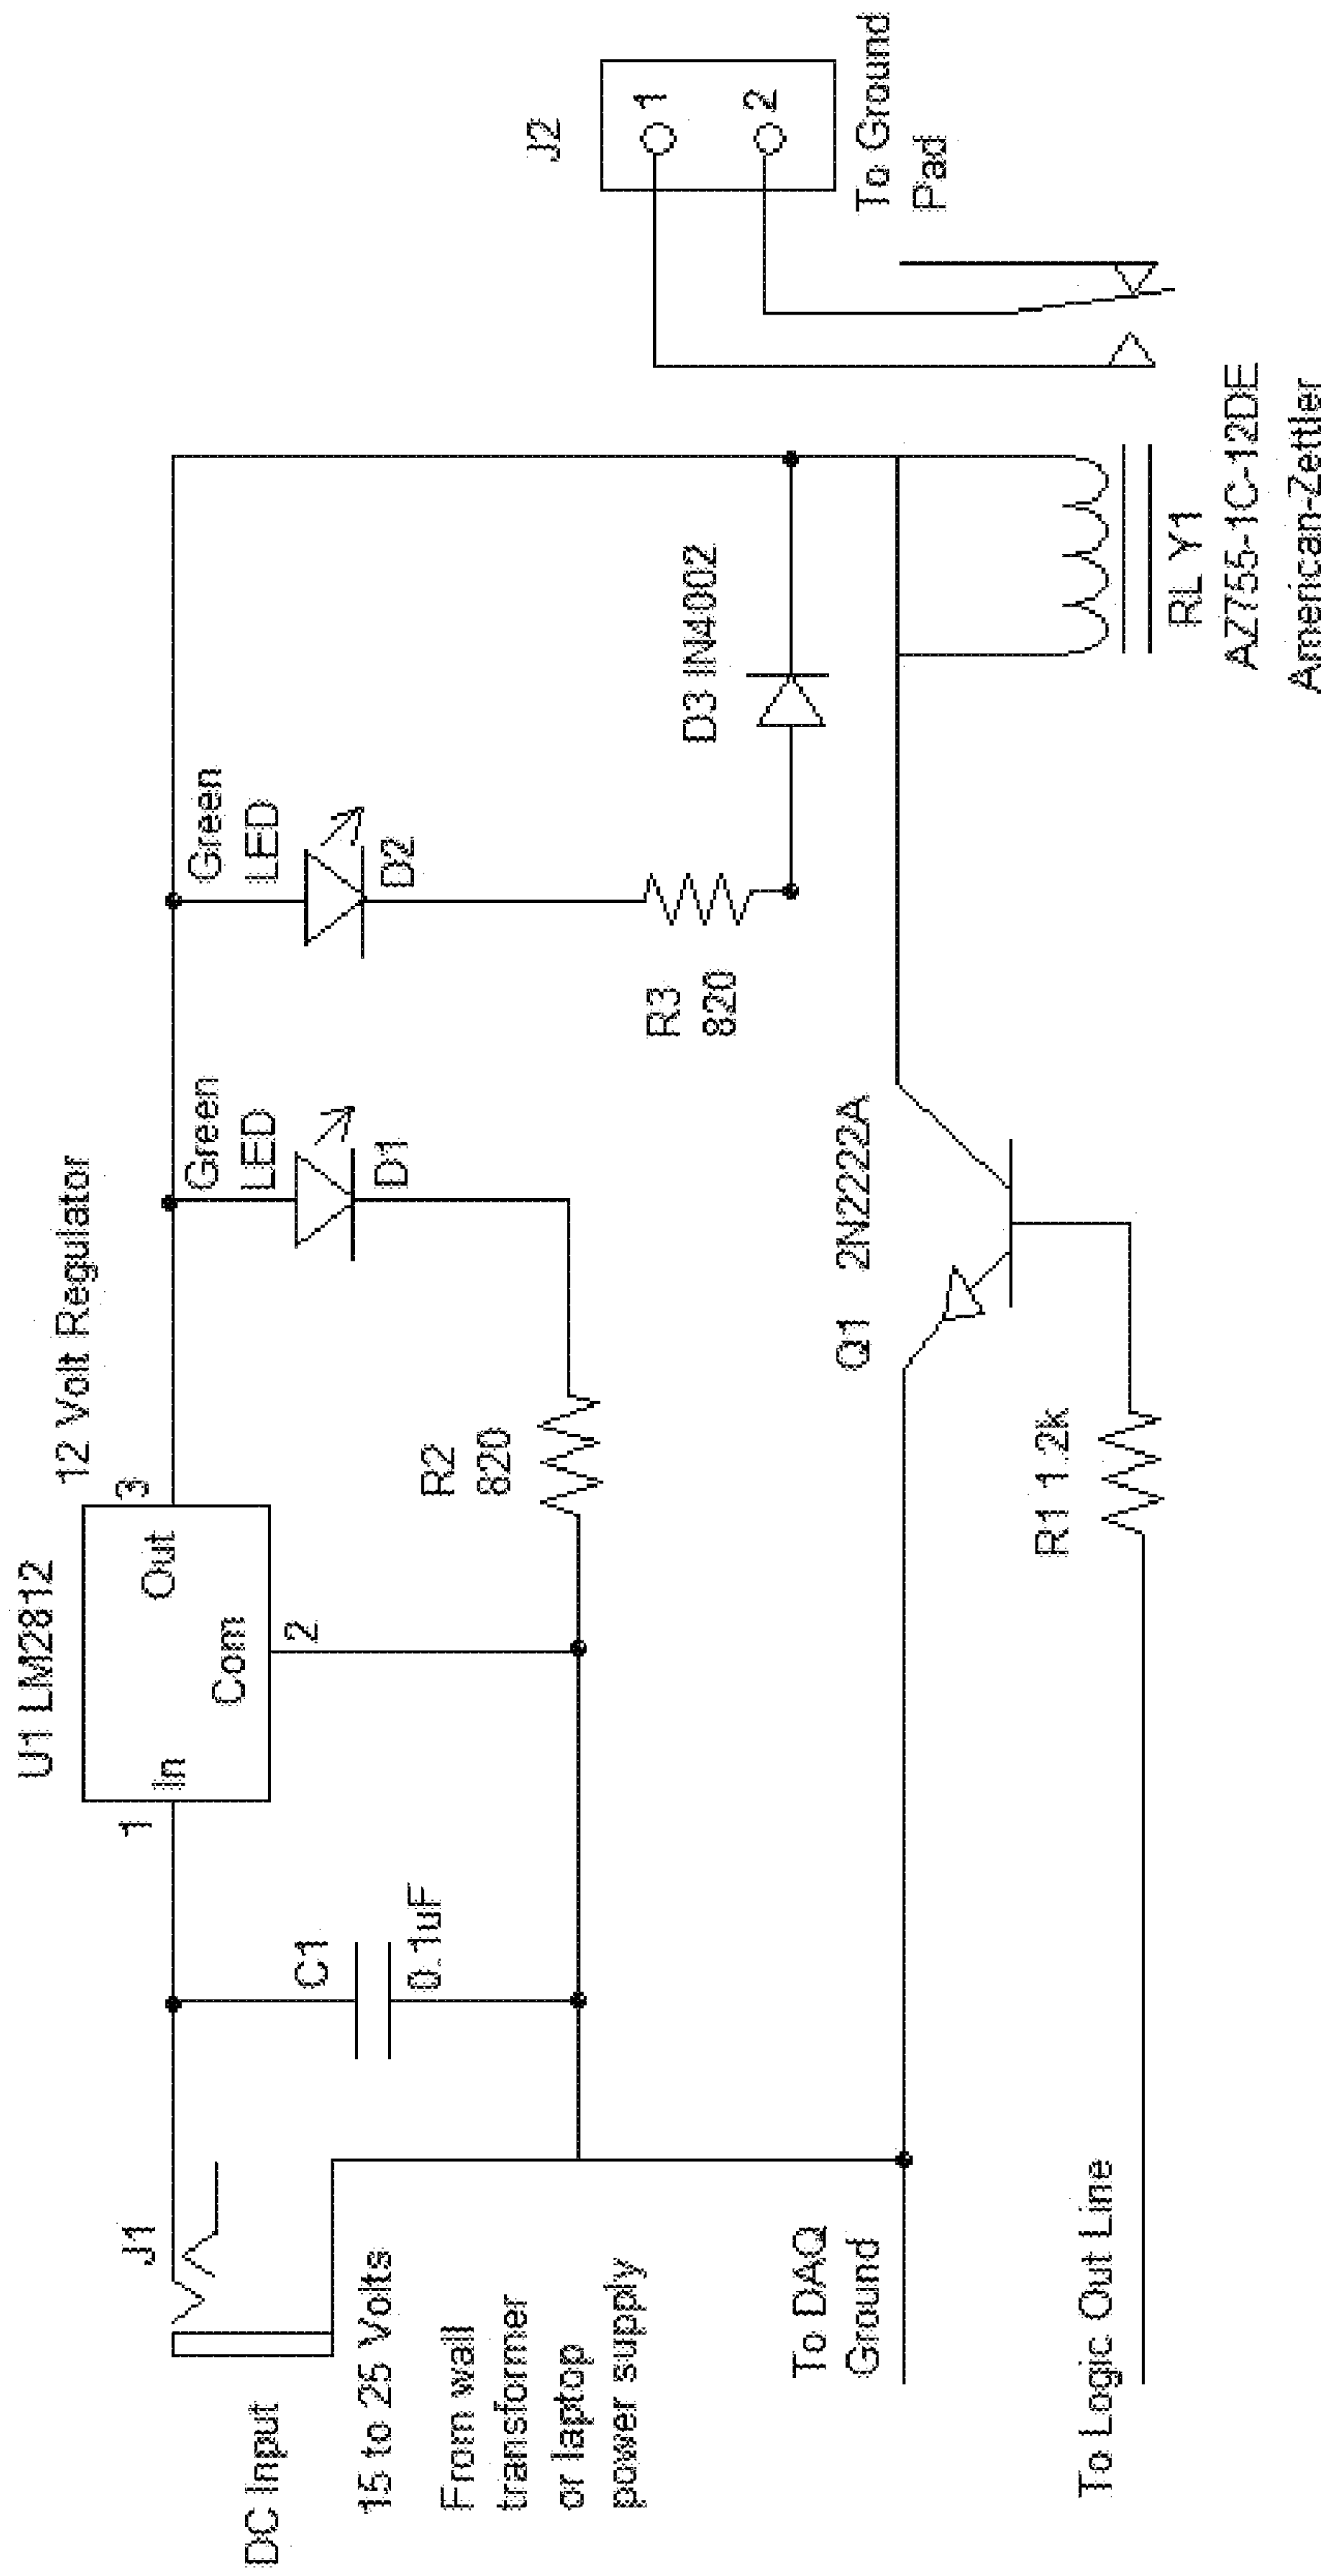 U1 LM2812
12 Volt Regulator
1
In
Out
3
Com
2
J1
DC Input
15 to 25 Volts
From wall
transformer
or laptop
power supply
C1
0.1uF
R2
820
Green
LED
D1
Green
LED
D2
R3
820
D3 IN4002
J2
1
2
To Ground
Pad
To DAQ
Ground
Q1 2N2222A
R1 1.2k
To Logic Out Line
RLY1
AZ755-1C-12DE
American-Zettler